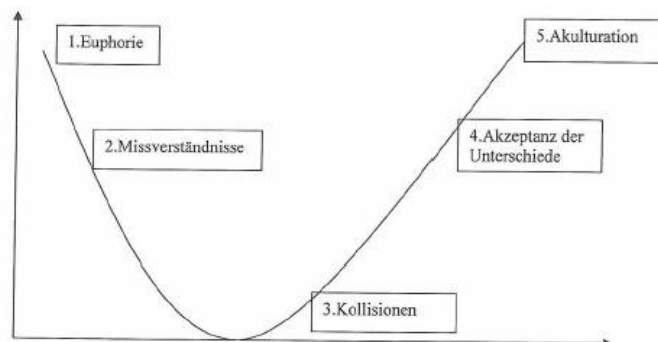 1.Euphorie
2.Missverständnisse
3.Kollisionen
4.Akzeptanz der
Unterschiede
5.Akulturation